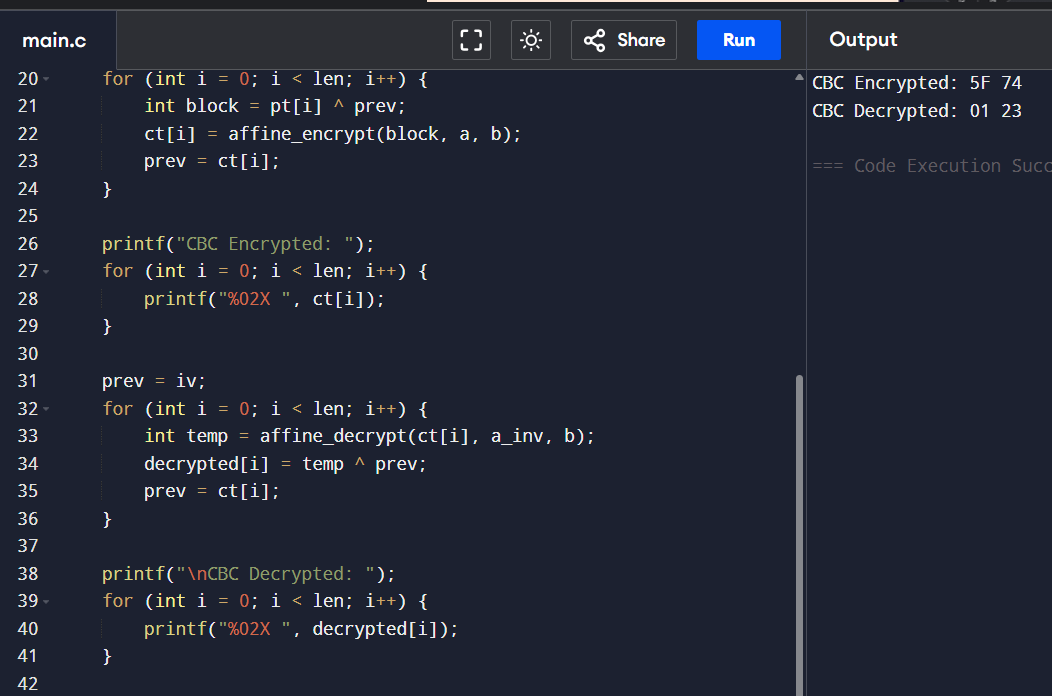 main.c
Share
Run
Output
20 for (int i = 0; i < len; i++) {
21 int block = pt[i] ^ prev;
22 ct[i] = affine_encrypt(block, a, b);
23 prev = ct[i];
24 }
25
26 printf("CBC Encrypted: ");
27 for (int i = 0; i < len; i++) {
28 printf("%02X ", ct[i]);
29 }
30
31 prev = iv;
32 for (int i = 0; i < len; i++) {
33 int temp = affine_decrypt(ct[i], a_inv, b);
34 decrypted[i] = temp ^ prev;
35 prev = ct[i];
36 }
37
38 printf("\nCBC Decrypted: ");
39 for (int i = 0; i < len; i++) {
40 printf("%02X ", decrypted[i]);
41 }
42
CBC Encrypted: 5F 74
CBC Decrypted: 01 23
=== Code Execution Succ